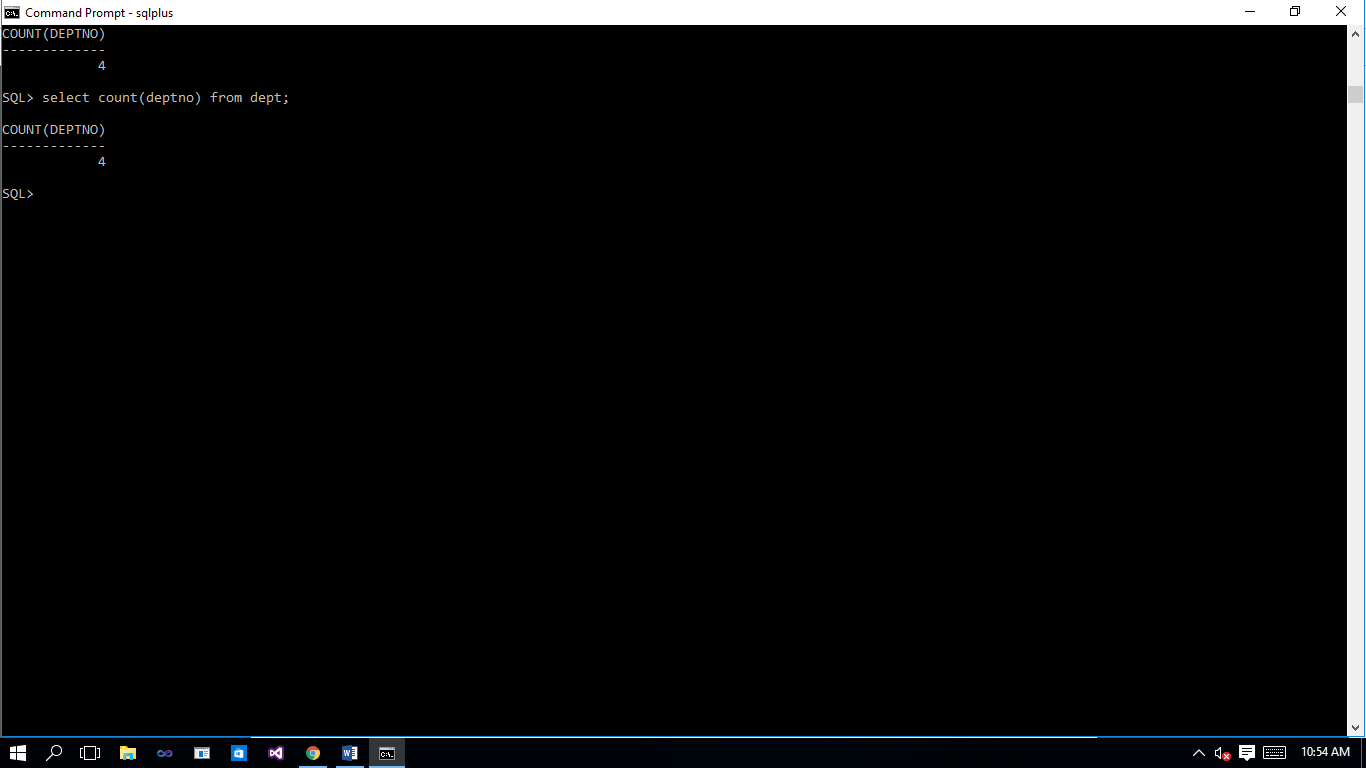 Command Prompt - sqlplus
COUNT(DEPTNO)
-------------
4
SQL> select count(deptno) from dept;
COUNT(DEPTNO)
-------------
4
SQL>
10:54 AM